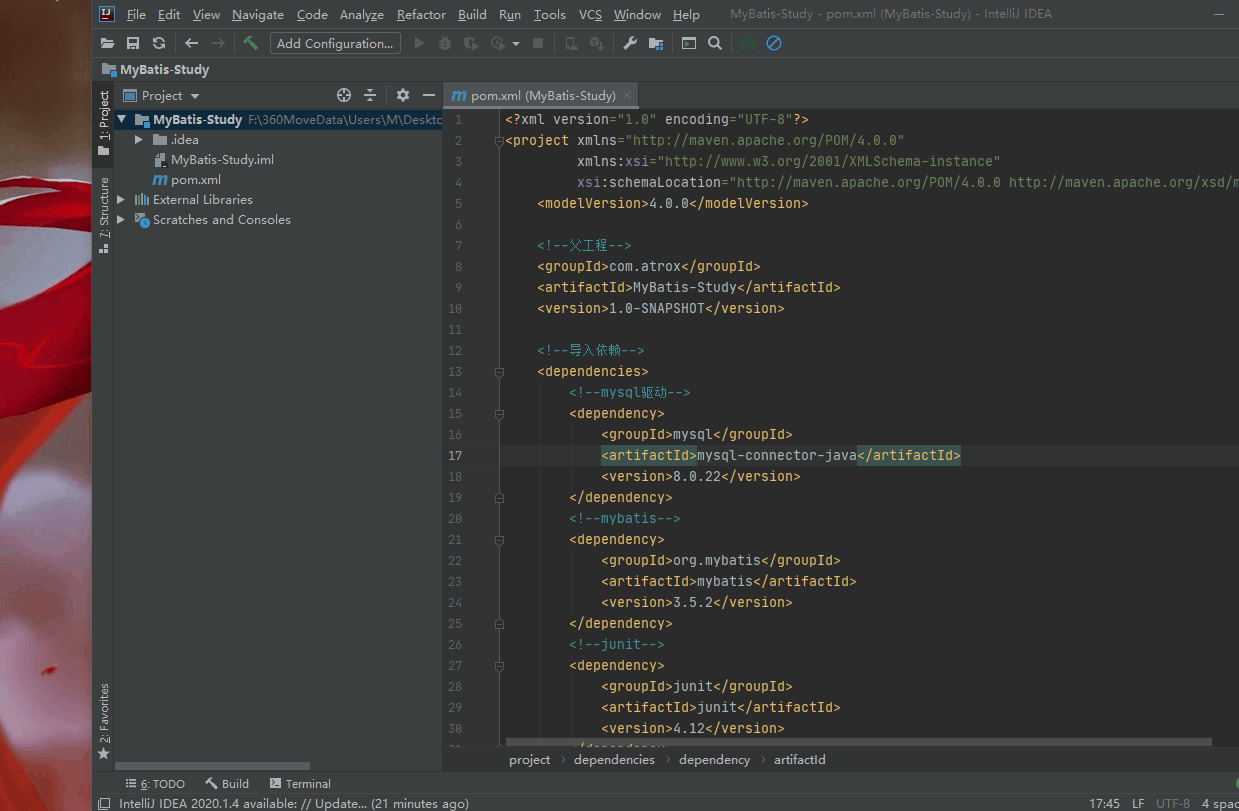 File Edit View Navigate Code Analyze Refactor Build Run Tools VCS Window Help MyBatis-Study - pom.xml (MyBatis-Study) - IntelliJ IDEA
Add Configuration...
MyBatis-Study
Project
pom.xml (MyBatis-Study)
1: Project
7: Structure
2: Favorites
MyBatis-Study F:\360MoveData\Users\M\Deskto
.idea
MyBatis-Study.iml
pom.xml
External Libraries
Scratches and Consoles
1 <?xml version="1.0" encoding="UTF-8"?>
2 <project xmlns="http://maven.apache.org/POM/4.0.0"
3 xmlns:xsi="http://www.w3.org/2001/XMLSchema-instance"
4 xsi:schemaLocation="http://maven.apache.org/POM/4.0.0 http://maven.apache.org/xsd/m
5 <modelVersion>4.0.0</modelVersion>
6
7 <!--父工程-->
8 <groupId>com.atrox</groupId>
9 <artifactId>MyBatis-Study</artifactId>
10 <version>1.0-SNAPSHOT</version>
11
12 <!--导入依赖-->
13 <dependencies>
14 <!--mysql驱动-->
15 <dependency>
16 <groupId>mysql</groupId>
17 <artifactId>mysql-connector-java</artifactId>
18 <version>8.0.22</version>
19 </dependency>
20 <!--mybatis-->
21 <dependency>
22 <groupId>org.mybatis</groupId>
23 <artifactId>mybatis</artifactId>
24 <version>3.5.2</version>
25 </dependency>
26 <!--junit-->
27 <dependency>
28 <groupId>junit</groupId>
29 <artifactId>junit</artifactId>
30 <version>4.12</version>
project › dependencies › dependency › artifactId
6: TODO Build Terminal
IntelliJ IDEA 2020.1.4 available: // Update... (21 minutes ago) 17:45 LF UTF-8 4 spac